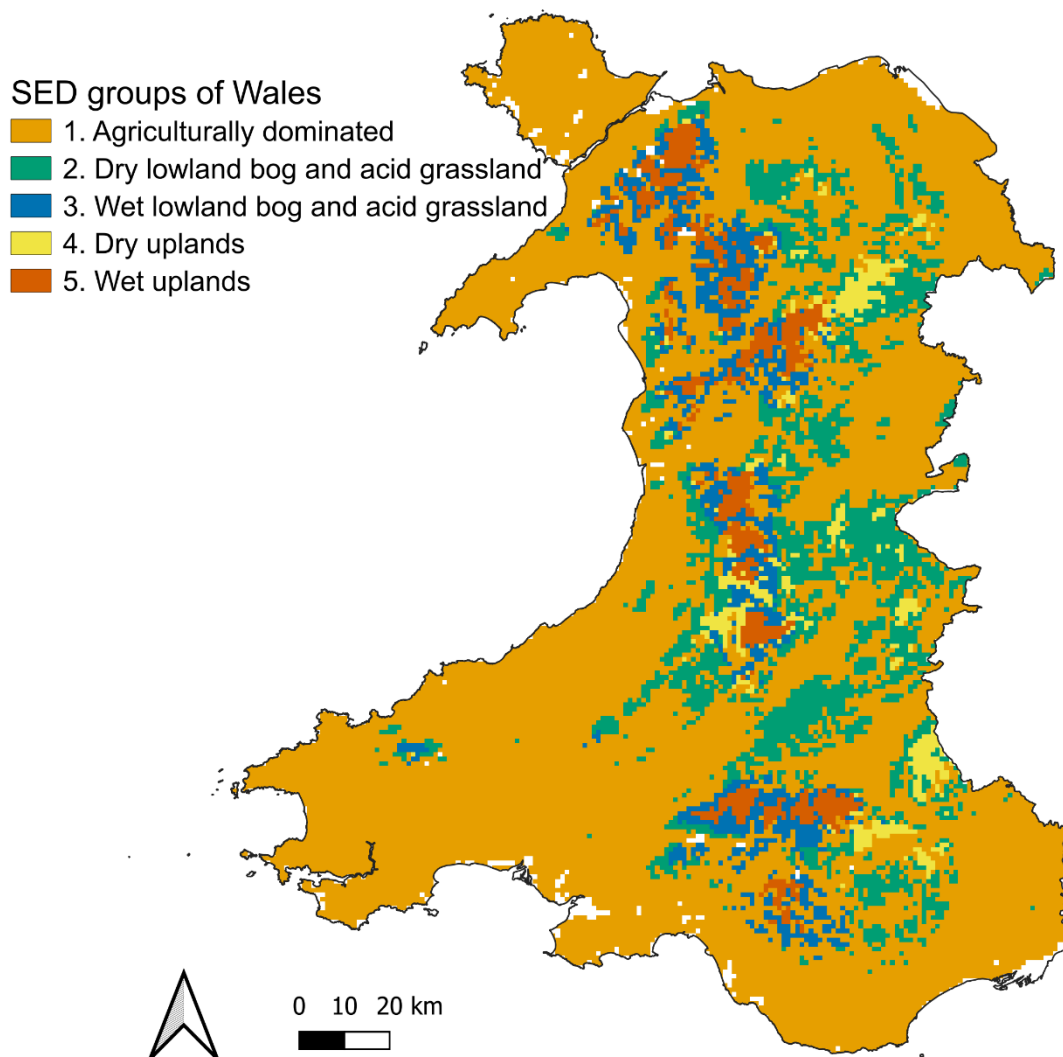 SED groups of Wales
1. Agriculturally dominated
2. Dry lowland bog and acid grassland
3. Wet lowland bog and acid grassland
4. Dry uplands
5. Wet uplands
0 10 20 km